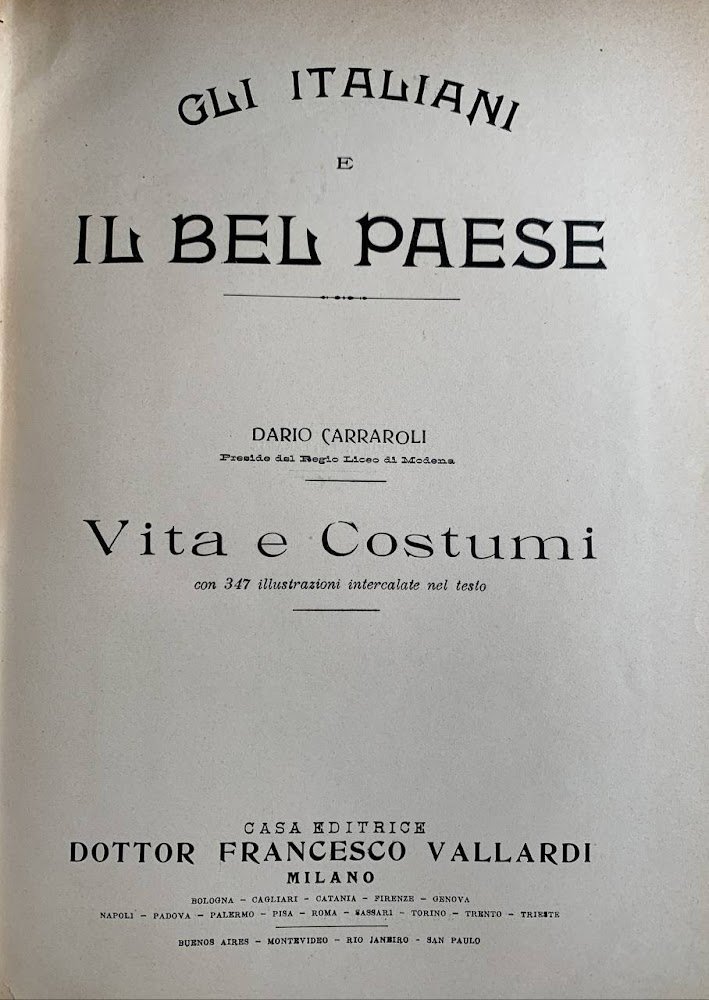 GLI ITALIANI
E
IL BEL PAESE
DARIO CARRAROLI
Preside del Regio Liceo di Modena
Vita e Costumi
con 347 illustrazioni intercalate nel testo
CASA EDITRICE
DOTTOR FRANCESCO VALLARDI
MILANO
BOLOGNA – CAGLIARI – CATANIA – FIRENZE – GENOVA
NAPOLI – PADOVA – PALERMO – PISA – ROMA – SASSARI – TORINO – TRENTO – TRIESTE
BUENOS AIRES – MONTEVIDEO – RIO JANEIRO – SAN PAULO